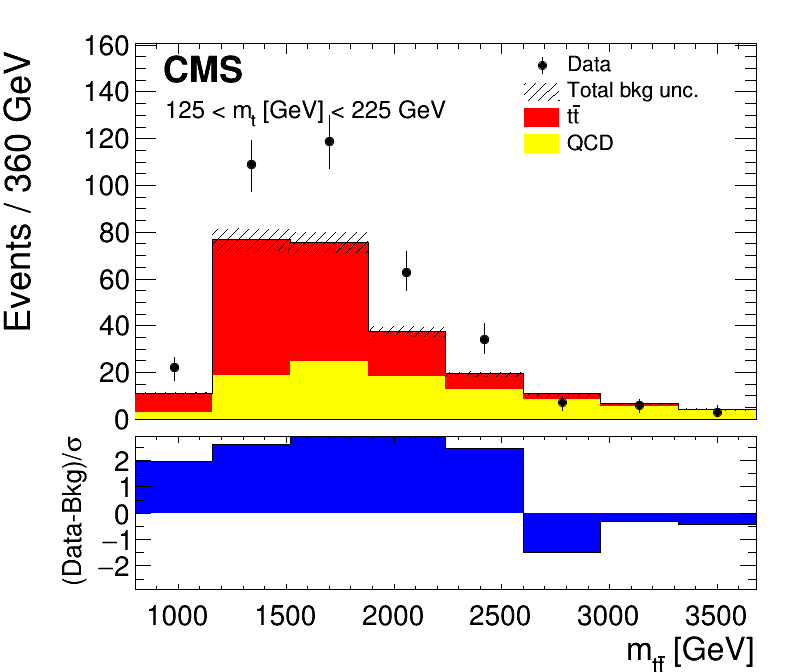 160
140
120
100
80
60
40
20
0
Events / 360 GeV
CMS
125 < m_t [GeV] < 225 GeV
Data
Total bkg unc.
tt̄
QCD
2
1
0
−1
−2
(Data-Bkg)/σ
1000 1500 2000 2500 3000 3500
m_tt̄ [GeV]